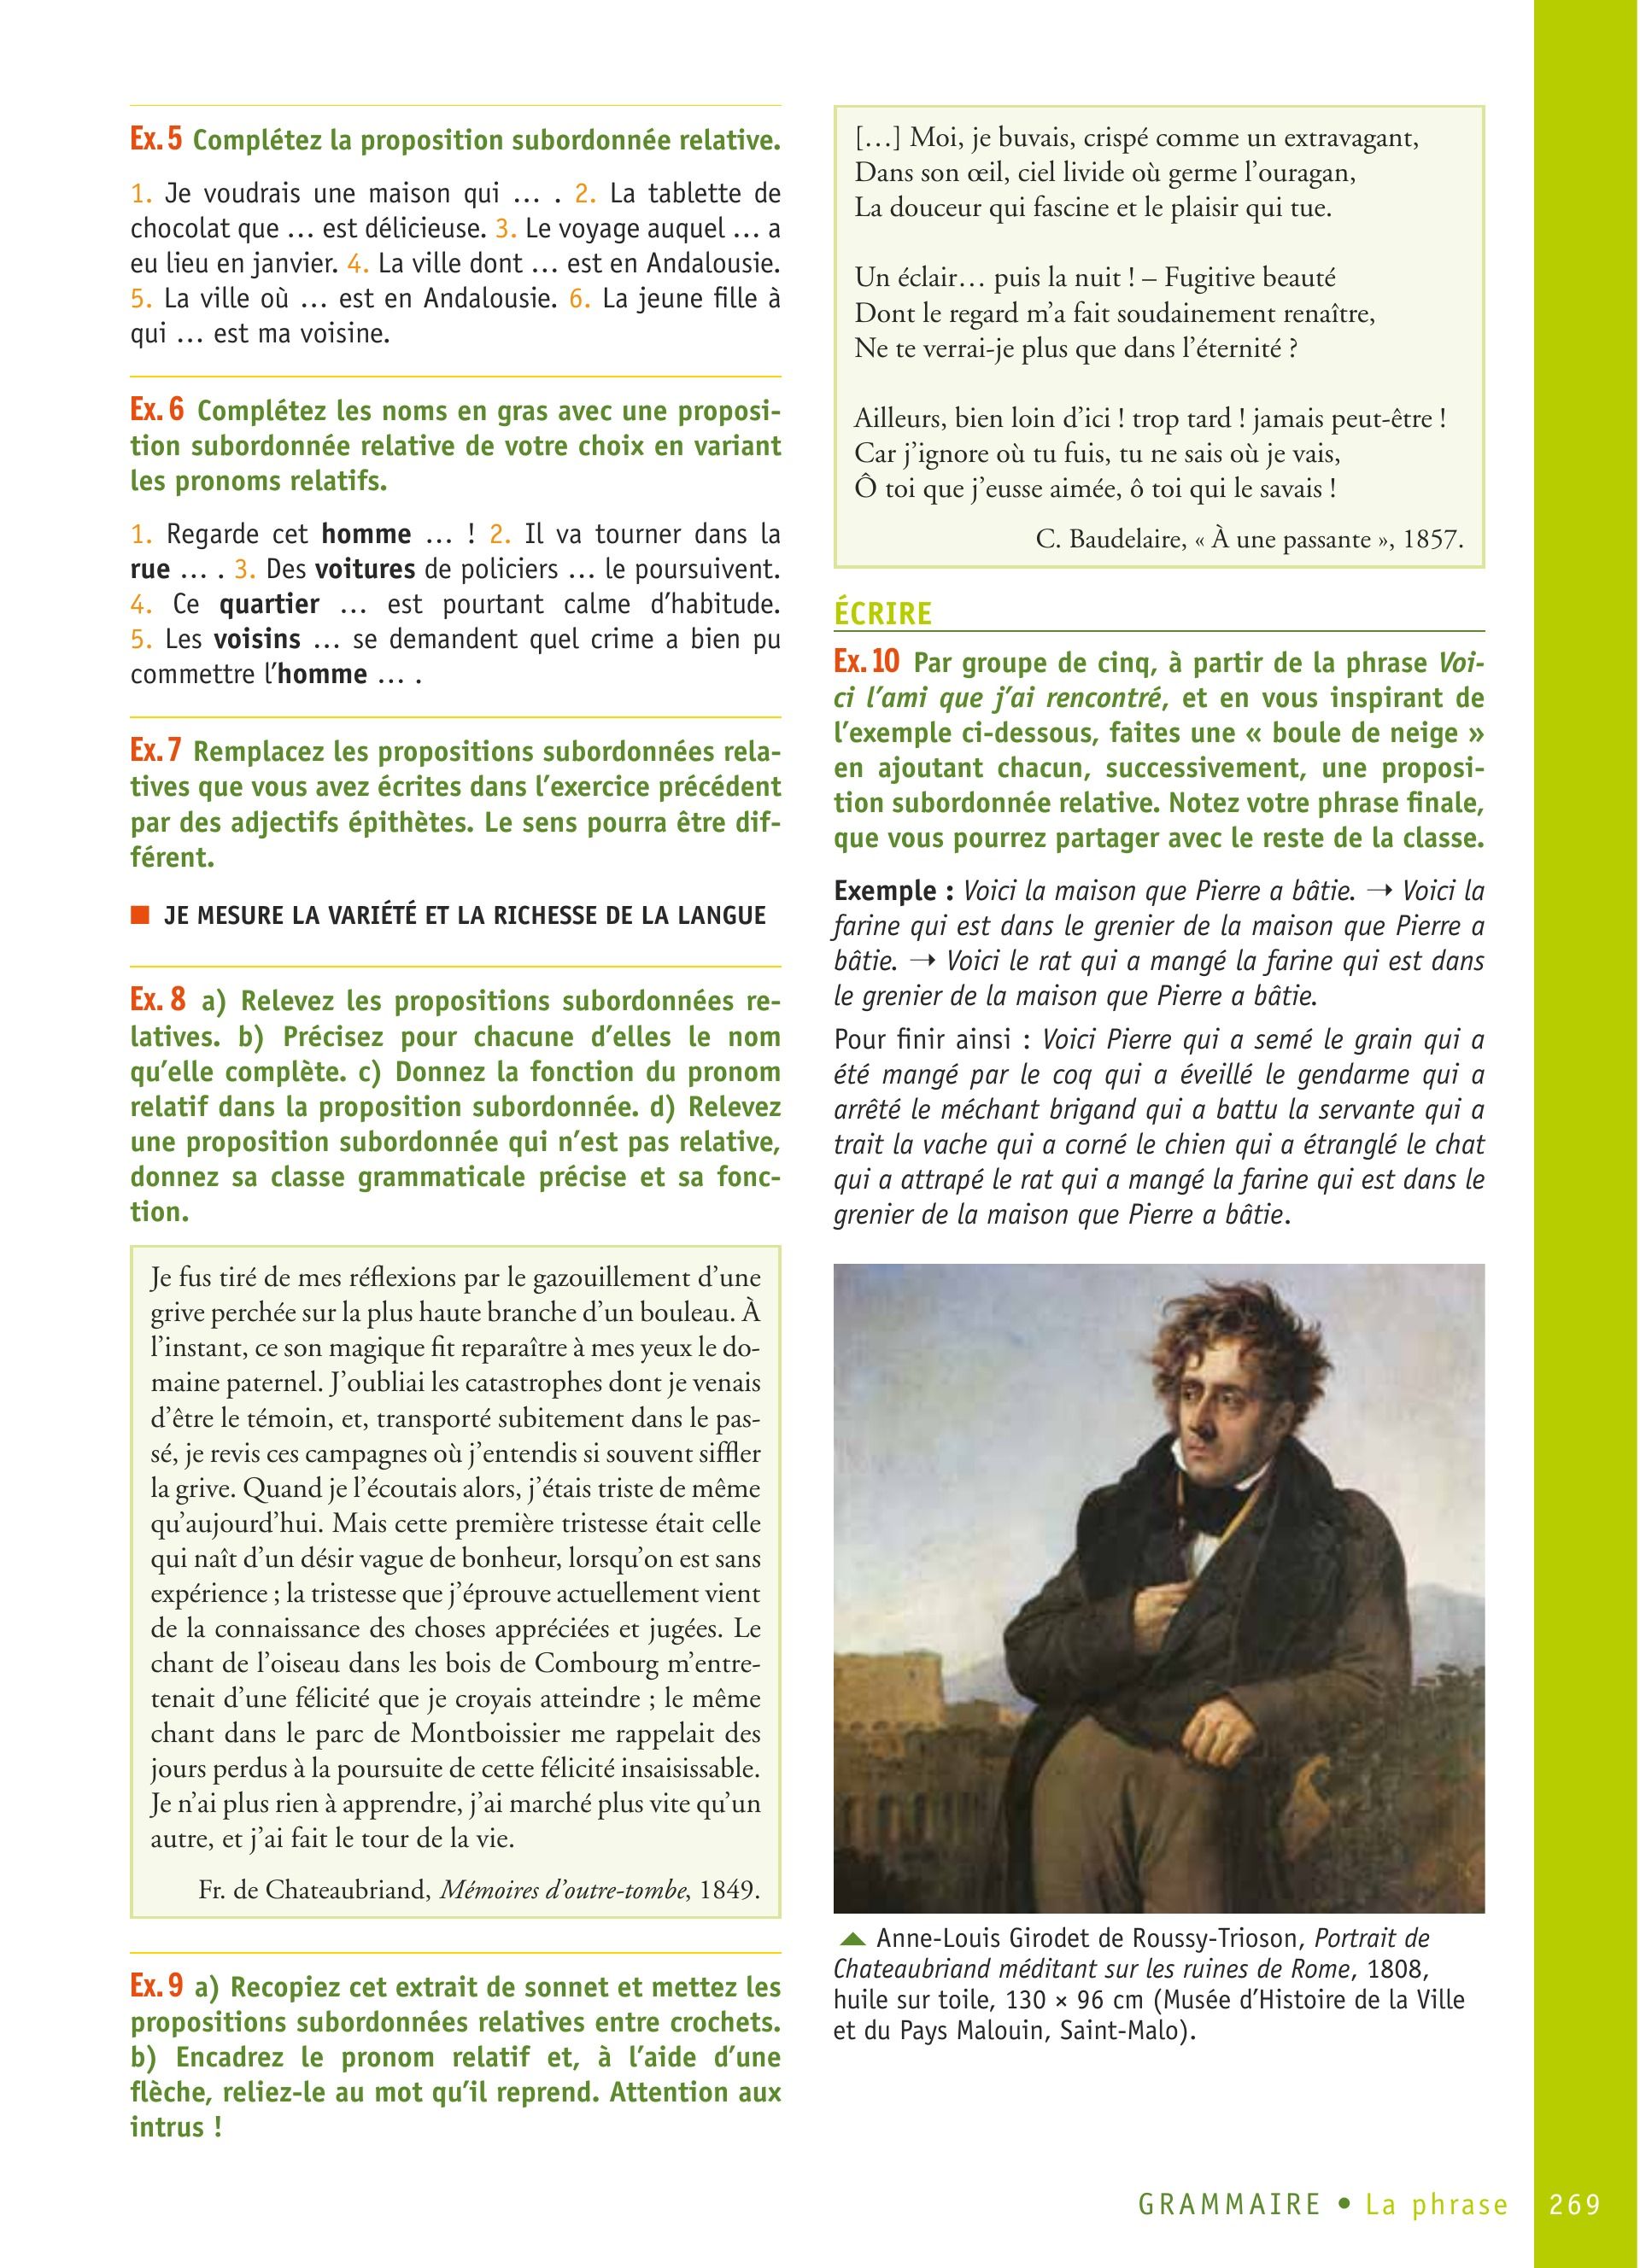 Ex. 5 Complétez la proposition subordonnée relative.
1. Je voudrais une maison qui … . 2. La tablette de
chocolat que … est délicieuse. 3. Le voyage auquel … a
eu lieu en janvier. 4. La ville dont … est en Andalousie.
5. La ville où … est en Andalousie. 6. La jeune fille à
qui … est ma voisine.
Ex. 6 Complétez les noms en gras avec une proposi-
tion subordonnée relative de votre choix en variant
les pronoms relatifs.
1. Regarde cet homme … ! 2. Il va tourner dans la
rue … . 3. Des voitures de policiers … le poursuivent.
4. Ce quartier … est pourtant calme d’habitude.
5. Les voisins … se demandent quel crime a bien pu
commettre l’homme … .
Ex. 7 Remplacez les propositions subordonnées rela-
tives que vous avez écrites dans l’exercice précédent
par des adjectifs épithètes. Le sens pourra être dif-
férent.
■ JE MESURE LA VARIÉTÉ ET LA RICHESSE DE LA LANGUE
Ex. 8 a) Relevez les propositions subordonnées re-
latives. b) Précisez pour chacune d’elles le nom
qu’elle complète. c) Donnez la fonction du pronom
relatif dans la proposition subordonnée. d) Relevez
une proposition subordonnée qui n’est pas relative,
donnez sa classe grammaticale précise et sa fonc-
tion.
Je fus tiré de mes réflexions par le gazouillement d’une
grive perchée sur la plus haute branche d’un bouleau. À
l’instant, ce son magique fit reparaître à mes yeux le do-
maine paternel. J’oubliai les catastrophes dont je venais
d’être le témoin, et, transporté subitement dans le pas-
sé, je revis ces campagnes où j’entendis si souvent siffler
la grive. Quand je l’écoutais alors, j’étais triste de même
qu’aujourd’hui. Mais cette première tristesse était celle
qui naît d’un désir vague de bonheur, lorsqu’on est sans
expérience ; la tristesse que j’éprouve actuellement vient
de la connaissance des choses appréciées et jugées. Le
chant de l’oiseau dans les bois de Combourg m’entre-
tenait d’une félicité que je croyais atteindre ; le même
chant dans le parc de Montboissier me rappelait des
jours perdus à la poursuite de cette félicité insaisissable.
Je n’ai plus rien à apprendre, j’ai marché plus vite qu’un
autre, et j’ai fait le tour de la vie.
Fr. de Chateaubriand, Mémoires d’outre-tombe, 1849.
Ex. 9 a) Recopiez cet extrait de sonnet et mettez les
propositions subordonnées relatives entre crochets.
b) Encadrez le pronom relatif et, à l’aide d’une
flèche, reliez-le au mot qu’il reprend. Attention aux
intrus !
[…] Moi, je buvais, crispé comme un extravagant,
Dans son œil, ciel livide où germe l’ouragan,
La douceur qui fascine et le plaisir qui tue.
Un éclair… puis la nuit ! – Fugitive beauté
Dont le regard m’a fait soudainement renaître,
Ne te verrai-je plus que dans l’éternité ?
Ailleurs, bien loin d’ici ! trop tard ! jamais peut-être !
Car j’ignore où tu fuis, tu ne sais où je vais,
Ô toi que j’eusse aimée, ô toi qui le savais !
C. Baudelaire, « À une passante », 1857.
ÉCRIRE
Ex. 10 Par groupe de cinq, à partir de la phrase Voi-
ci l’ami que j’ai rencontré, et en vous inspirant de
l’exemple ci-dessous, faites une « boule de neige »
en ajoutant chacun, successivement, une proposi-
tion subordonnée relative. Notez votre phrase finale,
que vous pourrez partager avec le reste de la classe.
Exemple : Voici la maison que Pierre a bâtie. → Voici la
farine qui est dans le grenier de la maison que Pierre a
bâtie. → Voici le rat qui a mangé la farine qui est dans
le grenier de la maison que Pierre a bâtie.
Pour finir ainsi : Voici Pierre qui a semé le grain qui a
été mangé par le coq qui a éveillé le gendarme qui a
arrêté le méchant brigand qui a battu la servante qui a
trait la vache qui a corné le chien qui a étranglé le chat
qui a attrapé le rat qui a mangé la farine qui est dans le
grenier de la maison que Pierre a bâtie.
Anne-Louis Girodet de Roussy-Trioson, Portrait de
Chateaubriand méditant sur les ruines de Rome, 1808,
huile sur toile, 130 × 96 cm (Musée d’Histoire de la Ville
et du Pays Malouin, Saint-Malo).
GRAMMAIRE • La phrase 269